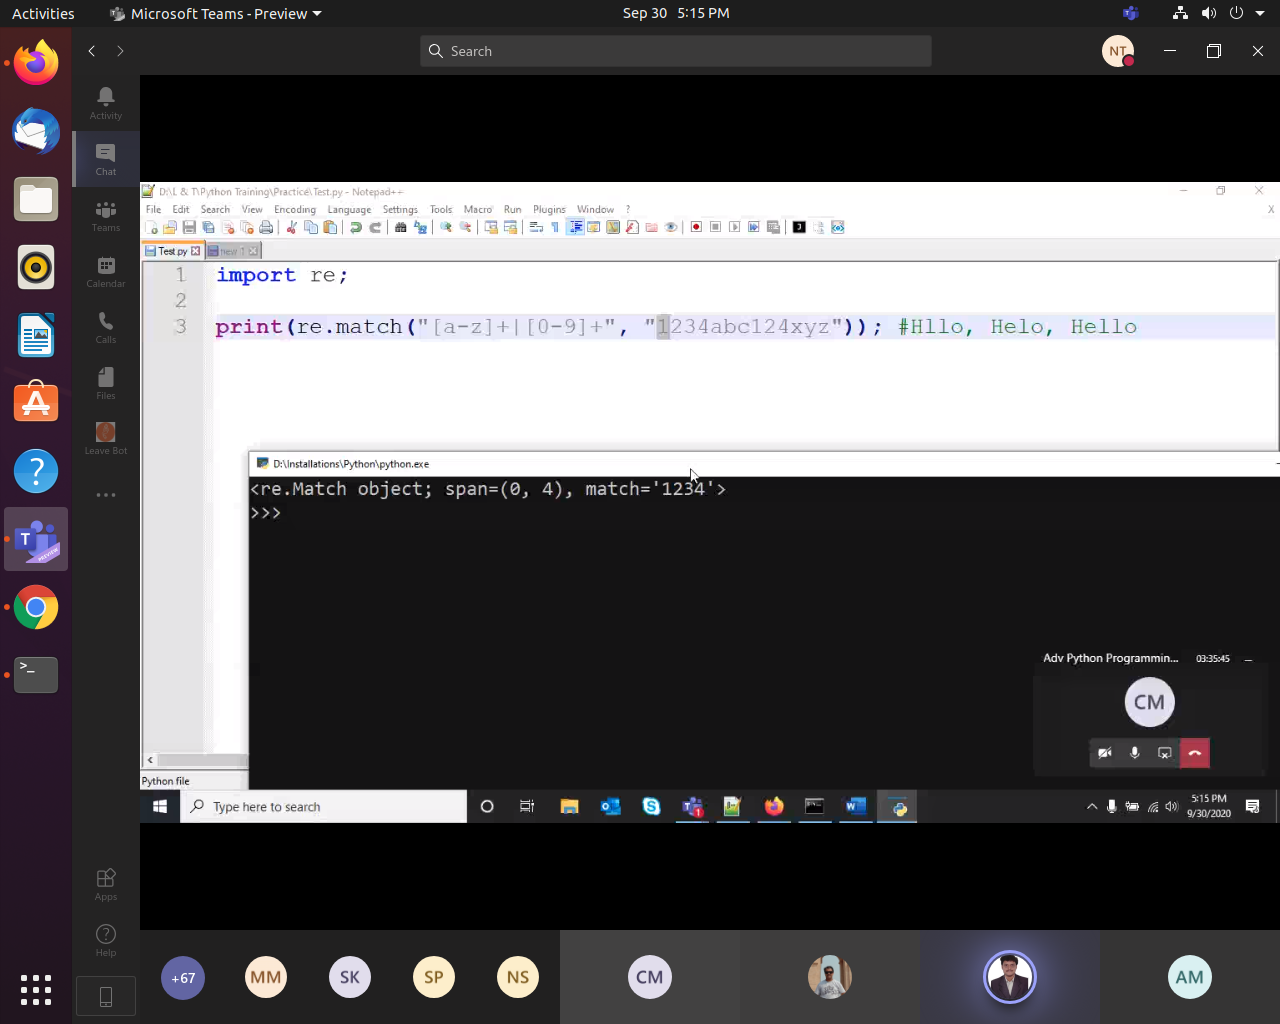 Activities Microsoft Teams - Preview Sep 30 5:15 PM
Search NT
Activity
Chat
Teams
Calendar
Calls
Files
Leave Bot
Apps
Help
D:\L & T\Python Training\Practice\Test.py - Notepad++
File Edit Search View Encoding Language Settings Tools Macro Run Plugins Window ? X
Test.py new 1
1 import re;
2
3 print(re.match("[a-z]+|[0-9]+", "1234abc124xyz")); #Hllo, Helo, Hello
D:\Installations\Python\python.exe
<re.Match object; span=(0, 4), match='1234'>
>>>
Adv Python Programmin... 03:35:45
CM
Python file
Type here to search
5:15 PM
9/30/2020
+67 MM SK SP NS CM AM